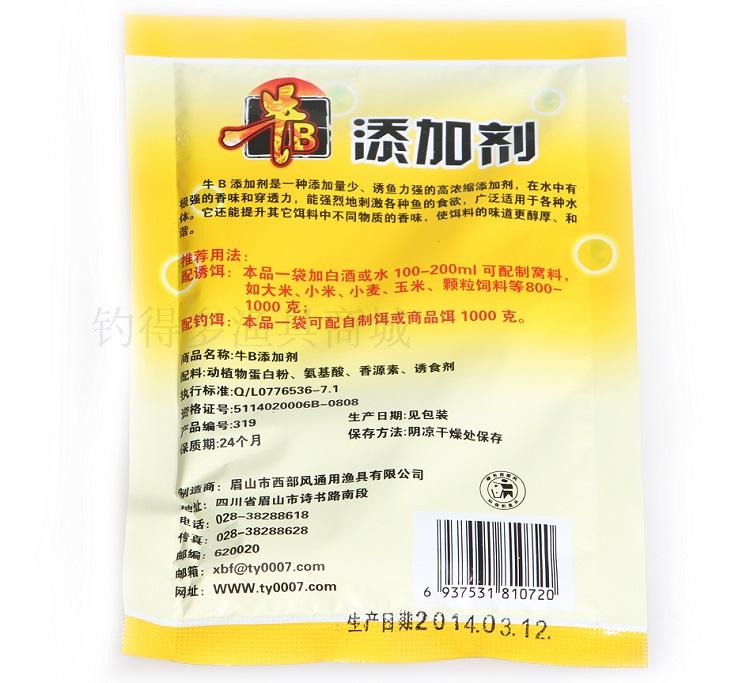 牛B 添加剂
牛B添加剂是一种添加量少、诱鱼力强的高浓缩添加剂，在水中有
极强的香味和穿透力，能强烈地刺激各种鱼的食欲，广泛适用于各种水
体。它还能提升其它饵料中不同物质的香味，使饵料的味道更醇厚、和
谐。
推荐用法：
配诱饵：本品一袋加白酒或水100-200ml可配制窝料，
如大米、小米、小麦、玉米、颗粒饲料等800-
1000克；
配钓饵：本品一袋可配自制饵或商品饵1000克。
钓得多渔具商城
商品名称:牛B添加剂
配料:动植物蛋白粉、氨基酸、香源素、诱食剂
执行标准:Q/L0776536-7.1
资格证号:5114020006B-0808
产品编号:319
生产日期:见包装
保质期:24个月
保存方法:阴凉干燥处保存
制造商：眉山市西部风通用渔具有限公司
地址：四川省眉山市诗书路南段
电话：028-38288618
传真：028-38288628
邮编：620020
邮箱：xbf@ty0007.com
网址：WWW.ty0007.com
6 937531 810720
生产日期2014.03.12.